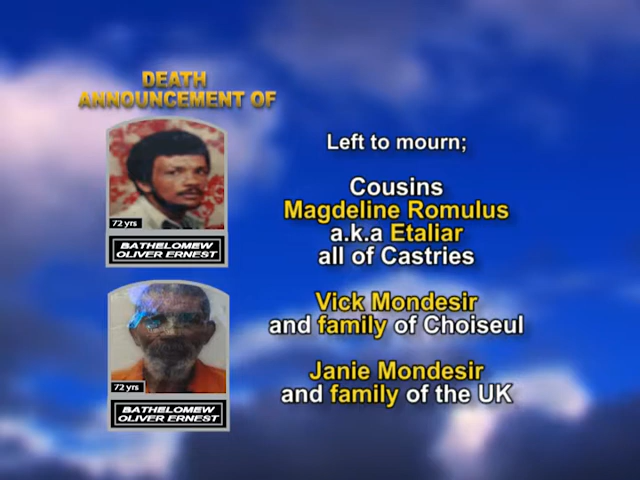 DEATH
ANNOUNCEMENT OF
72 yrs
BATHELOMEW
OLIVER ERNEST
72 yrs
BATHELOMEW
OLIVER ERNEST
Left to mourn;
Cousins
Magdeline Romulus
a.k.a Etaliar
all of Castries
Vick Mondesir
and family of Choiseul
Janie Mondesir
and family of the UK